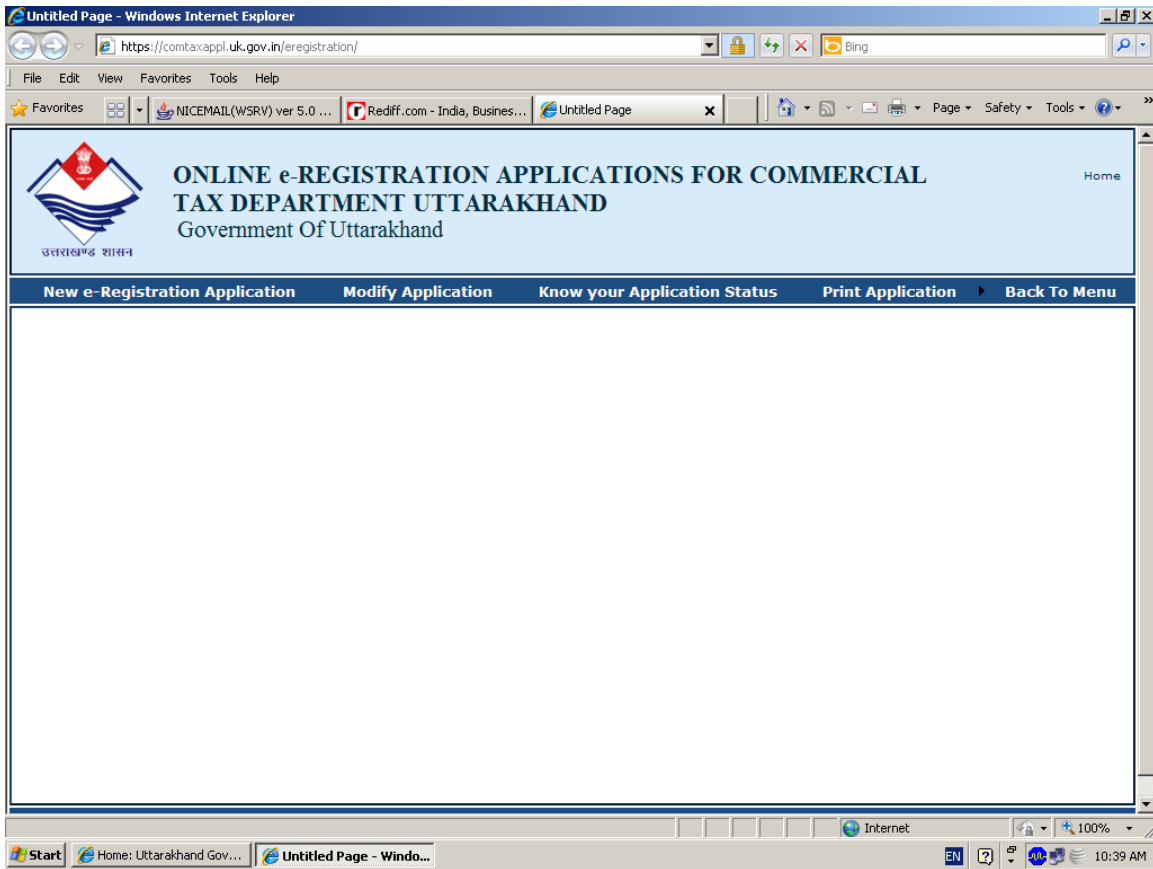 Untitled Page - Windows Internet Explorer
https://comtaxappl.uk.gov.in/eregistration/
Bing
File Edit View Favorites Tools Help
Favorites
NICEMAIL(WSRV) ver 5.0 ...
Rediff.com - India, Busines...
Untitled Page
Page
Safety
Tools
उत्तराखण्ड शासन
ONLINE e-REGISTRATION APPLICATIONS FOR COMMERCIAL
TAX DEPARTMENT UTTARAKHAND
Government Of Uttarakhand
Home
New e-Registration Application Modify Application Know your Application Status Print Application Back To Menu
Internet
100%
Start
Home: Uttarakhand Gov...
Untitled Page - Windo...
EN
10:39 AM